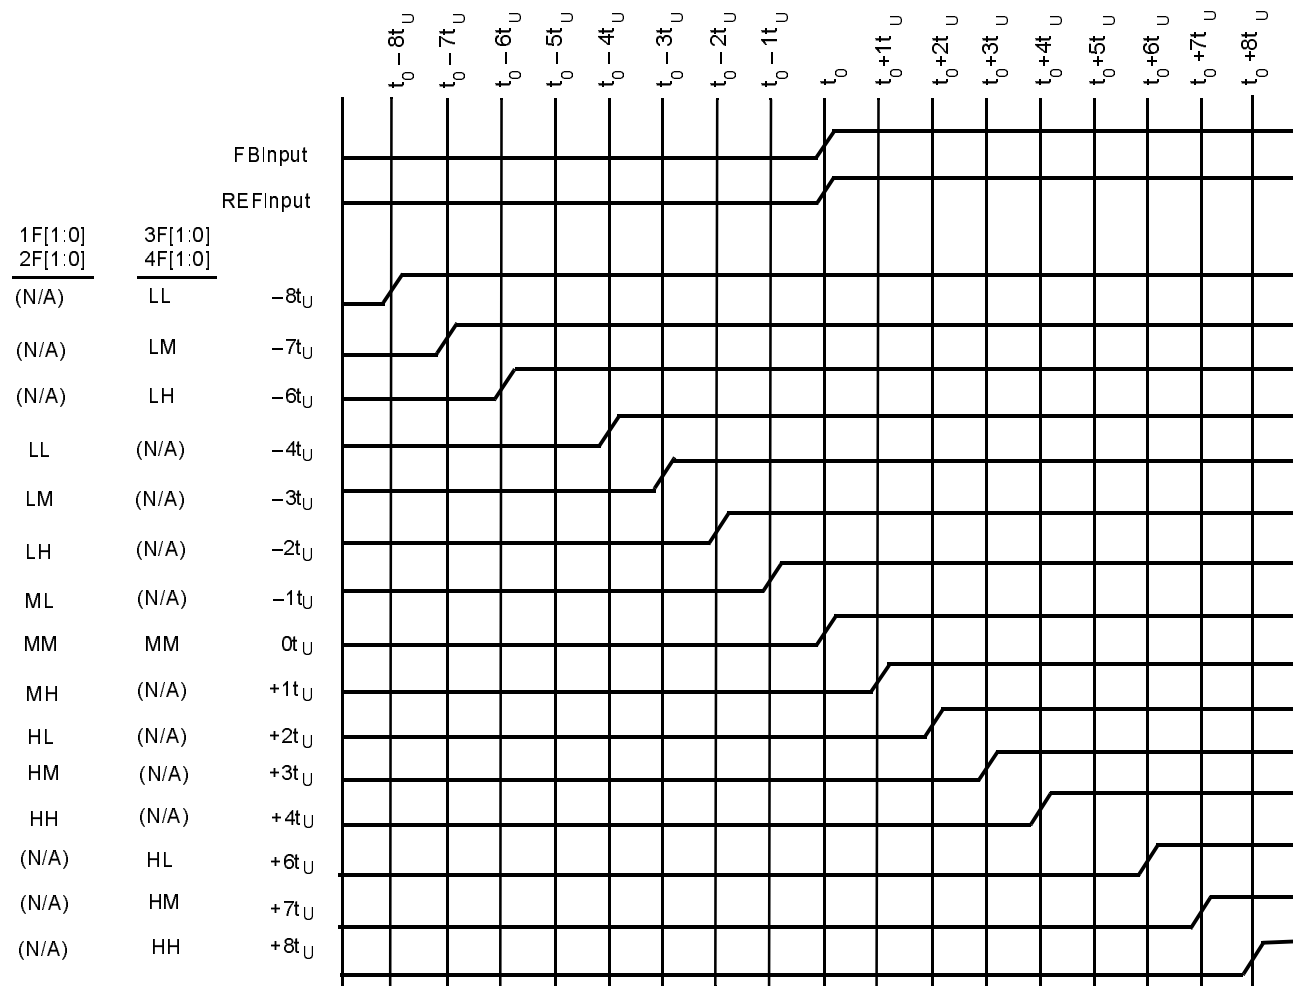 t0 – 8tU t0 – 7tU t0 – 6tU t0 – 5tU t0 – 4tU t0 – 3tU t0 – 2tU t0 – 1tU t0 t0 +1tU t0 +2tU t0 +3tU t0 +4tU t0 +5tU t0 +6tU t0 +7tU t0 +8tU
FBInput
REFInput
1F[1:0] 3F[1:0]
2F[1:0] 4F[1:0]
(N/A) LL –8tU
(N/A) LM –7tU
(N/A) LH –6tU
LL (N/A) –4tU
LM (N/A) –3tU
LH (N/A) –2tU
ML (N/A) –1tU
MM MM 0tU
MH (N/A) +1tU
HL (N/A) +2tU
HM (N/A) +3tU
HH (N/A) +4tU
(N/A) HL +6tU
(N/A) HM +7tU
(N/A) HH +8tU